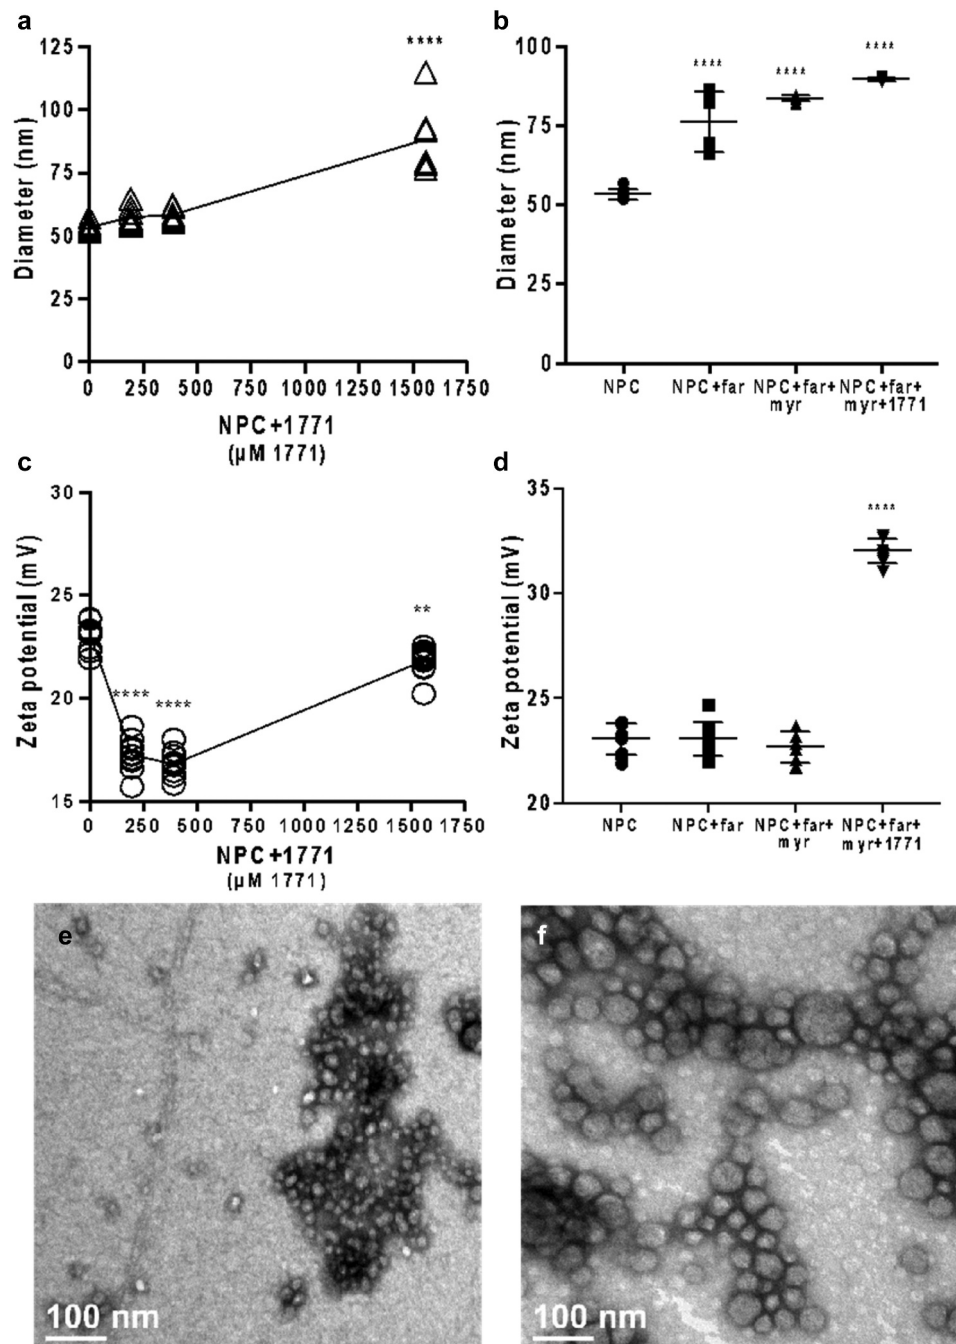 a
125
100
75
50
25
0
Diameter (nm)
****
0 250 500 750 1000 1250 1500 1750
NPC+1771
(µM 1771)
b
100
75
50
25
0
Diameter (nm)
****
****
****
NPC
NPC+far
NPC+far+
myr
NPC+far+
myr+1771
c
30
25
20
15
Zeta potential (mV)
****
****
**
0 250 500 750 1000 1250 1500 1750
NPC+1771
(µM 1771)
d
35
30
25
20
Zeta potential (mV)
****
NPC
NPC+far
NPC+far+
myr
NPC+far+
myr+1771
e
100 nm
f
100 nm